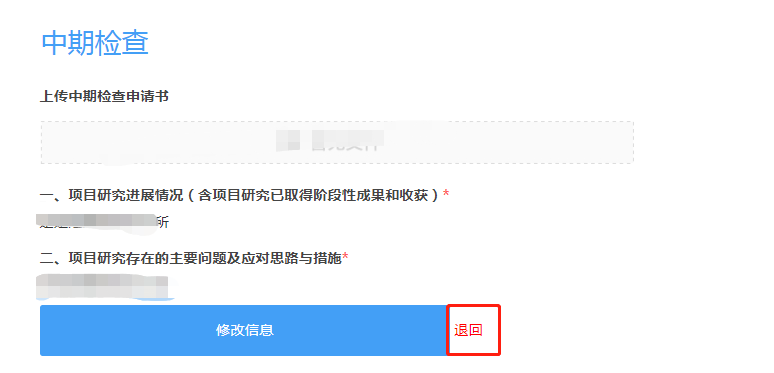 中期检查
上传中期检查申请书
一、项目研究进展情况（含项目研究已取得阶段性成果和收获）*
所
二、项目研究存在的主要问题及应对思路与措施*
修改信息
退回